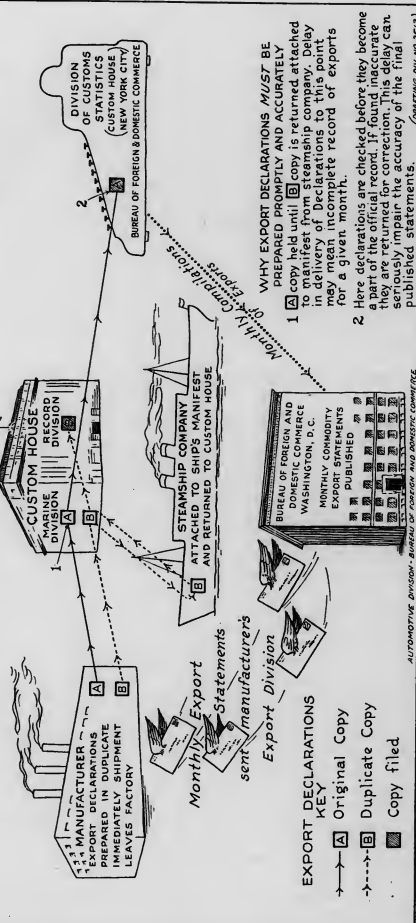 MANUFACTURER
EXPORT DECLARATIONS
PREPARED IN DUPLICATE
IMMEDIATELY SHIPMENT
LEAVES FACTORY
A
B
CUSTOM HOUSE
MARINE DIVISION
RECORD DIVISION
1
A
B
STEAMSHIP COMPANY
ATTACHED TO SHIP'S MANIFEST
AND RETURNED TO CUSTOM HOUSE
B
DIVISION
OF CUSTOMS
STATISTICS
(CUSTOM HOUSE
NEW YORK CITY)
BUREAU OF FOREIGN & DOMESTIC COMMERCE
2
Monthly Compilations
of Exports
BUREAU OF FOREIGN AND
DOMESTIC COMMERCE
WASHINGTON, D.C.
MONTHLY COMMODITY
EXPORT STATEMENTS
PUBLISHED
Monthly Export
Statements
sent manufacturer's
Export Division
EXPORT DECLARATIONS
KEY
A Original Copy
B Duplicate Copy
Copy filed
WHY EXPORT DECLARATIONS MUST BE
PREPARED PROMPTLY AND ACCURATELY
1 A copy held until B copy is returned attached
to manifest from steamship company. Delay
in delivery of Declarations to this point
may mean incomplete record of exports
for a given month.
2 Here declarations are checked before they become
a part of the official record. If found inaccurate
they are returned for correction. This delay can
seriously impair the accuracy of the final
published statements.
AUTOMOTIVE DIVISION - BUREAU OF FOREIGN AND DOMESTIC COMMERCE